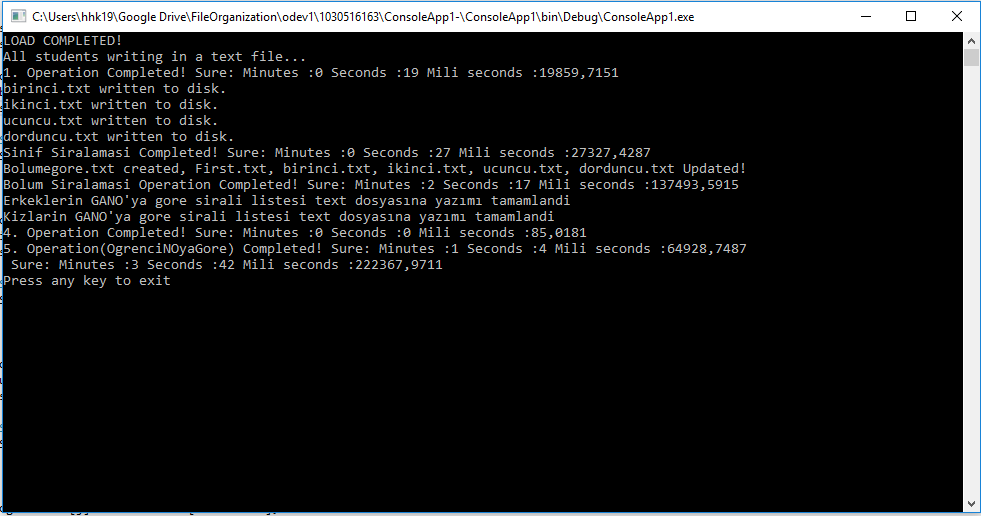 C:\Users\hhk19\Google Drive\FileOrganization\odev1\1030516163\ConsoleApp1-\ConsoleApp1\bin\Debug\ConsoleApp1.exe
LOAD COMPLETED!
All students writing in a text file...
1. Operation Completed! Sure: Minutes :0 Seconds :19 Mili seconds :19859,7151
birinci.txt written to disk.
ikinci.txt written to disk.
ucuncu.txt written to disk.
dorduncu.txt written to disk.
Sinif Siralamasi Completed! Sure: Minutes :0 Seconds :27 Mili seconds :27327,4287
Bolumegore.txt created, First.txt, birinci.txt, ikinci.txt, ucuncu.txt, dorduncu.txt Updated!
Bolum Siralamasi Operation Completed! Sure: Minutes :2 Seconds :17 Mili seconds :137493,5915
Erkeklerin GANO'ya gore sirali listesi text dosyasına yazımı tamamlandi
Kizlarin GANO'ya gore sirali listesi text dosyasına yazımı tamamlandi
4. Operation Completed! Sure: Minutes :0 Seconds :0 Mili seconds :85,0181
5. Operation(OgrenciNOyaGore) Completed! Sure: Minutes :1 Seconds :4 Mili seconds :64928,7487
Sure: Minutes :3 Seconds :42 Mili seconds :222367,9711
Press any key to exit